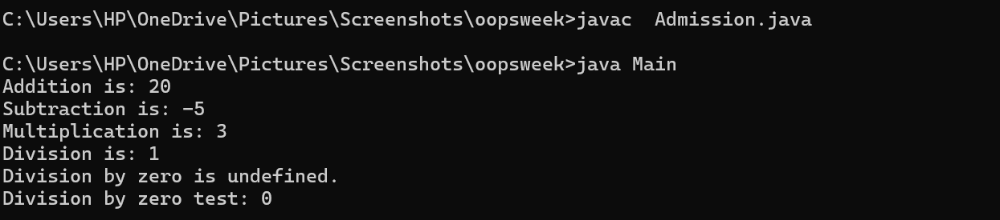 C:\Users\HP\OneDrive\Pictures\Screenshots\oopsweek>javac  Admission.java
C:\Users\HP\OneDrive\Pictures\Screenshots\oopsweek>java Main
Addition is: 20
Subtraction is: -5
Multiplication is: 3
Division is: 1
Division by zero is undefined.
Division by zero test: 0